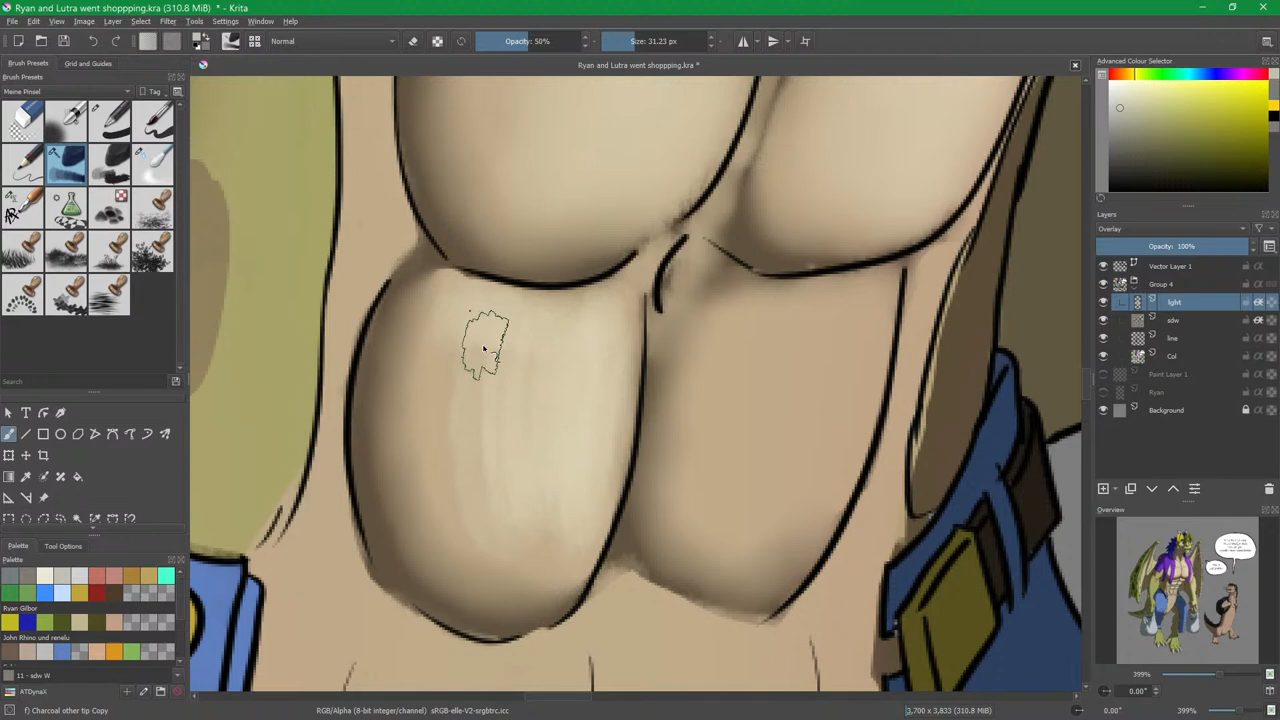 Ryan and Lutra went shoppping.kra (310.8 MiB) * - Krita
File Edit View Image Layer Select Filter Tools Settings Window Help
Normal
Opacity: 50%
Size: 31.23 px
Brush Presets Grid and Guides
Ryan and Lutra went shoppping.kra *
Advanced Colour Selector
Brush Presets
Meine Pinsel
Tag
Layers
Overlay
Opacity: 100%
Vector Layer 1
Group 4
light
sdw
line
Col
Paint Layer 1
Ryan
Background
Search
Overview
Palette Tool Options
Palette
Ryan Gilbor
John Rhino und renelu
11 - sdw W
ATDynaX
399%
0.00°
f) Charcoal other tip Copy
RGB/Alpha (8-bit integer/channel) sRGB-elle-V2-srgbtrc.icc
3,700 x 3,833 (310.8 MiB)
0.00°
399%